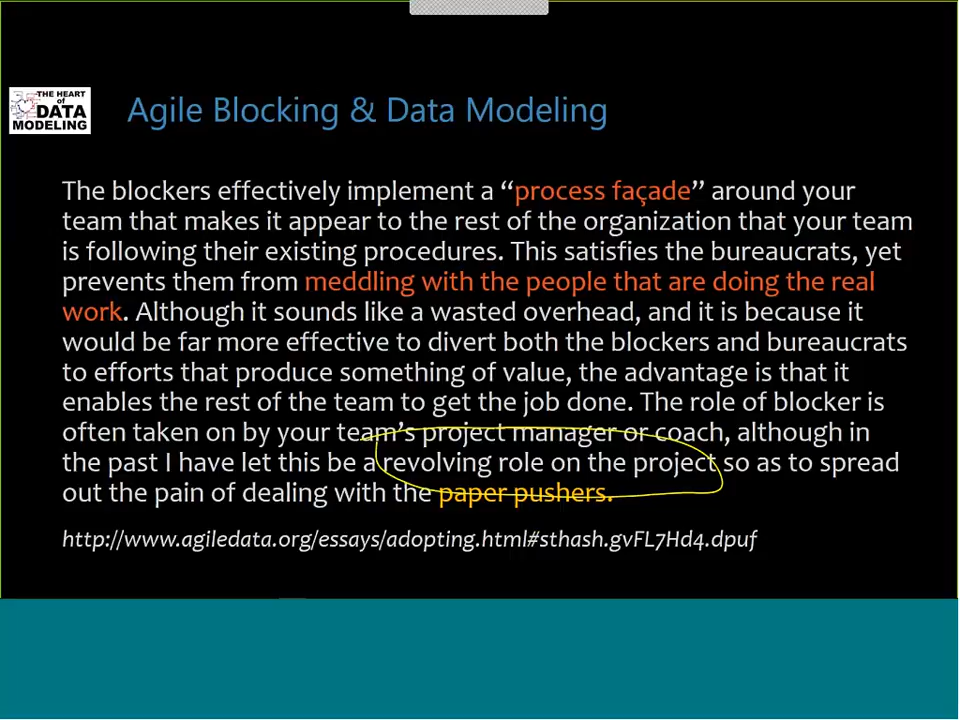 THE HEART
of
DATA
MODELING
Agile Blocking & Data Modeling
The blockers effectively implement a “process façade” around your
team that makes it appear to the rest of the organization that your team
is following their existing procedures. This satisfies the bureaucrats, yet
prevents them from meddling with the people that are doing the real
work. Although it sounds like a wasted overhead, and it is because it
would be far more effective to divert both the blockers and bureaucrats
to efforts that produce something of value, the advantage is that it
enables the rest of the team to get the job done. The role of blocker is
often taken on by your team’s project manager or coach, although in
the past I have let this be a revolving role on the project so as to spread
out the pain of dealing with the paper pushers.
http://www.agiledata.org/essays/adopting.html#sthash.gvFL7Hd4.dpuf